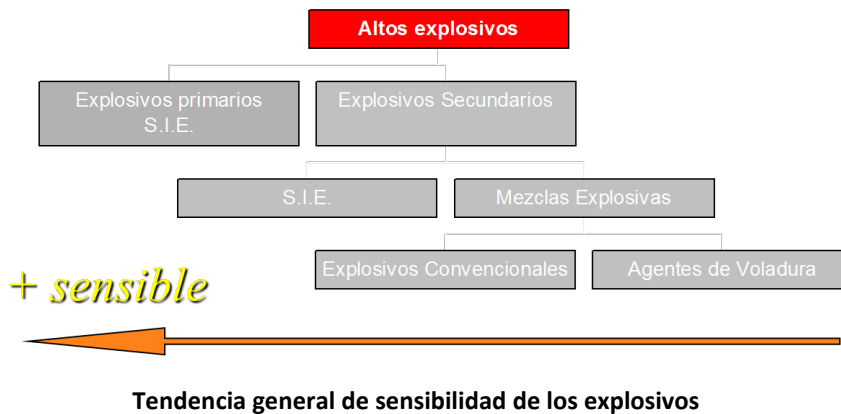 Altos explosivos
Explosivos primarios
S.I.E.
Explosivos Secundarios
S.I.E.
Mezclas Explosivas
Explosivos Convencionales
Agentes de Voladura
+ sensible
Tendencia general de sensibilidad de los explosivos